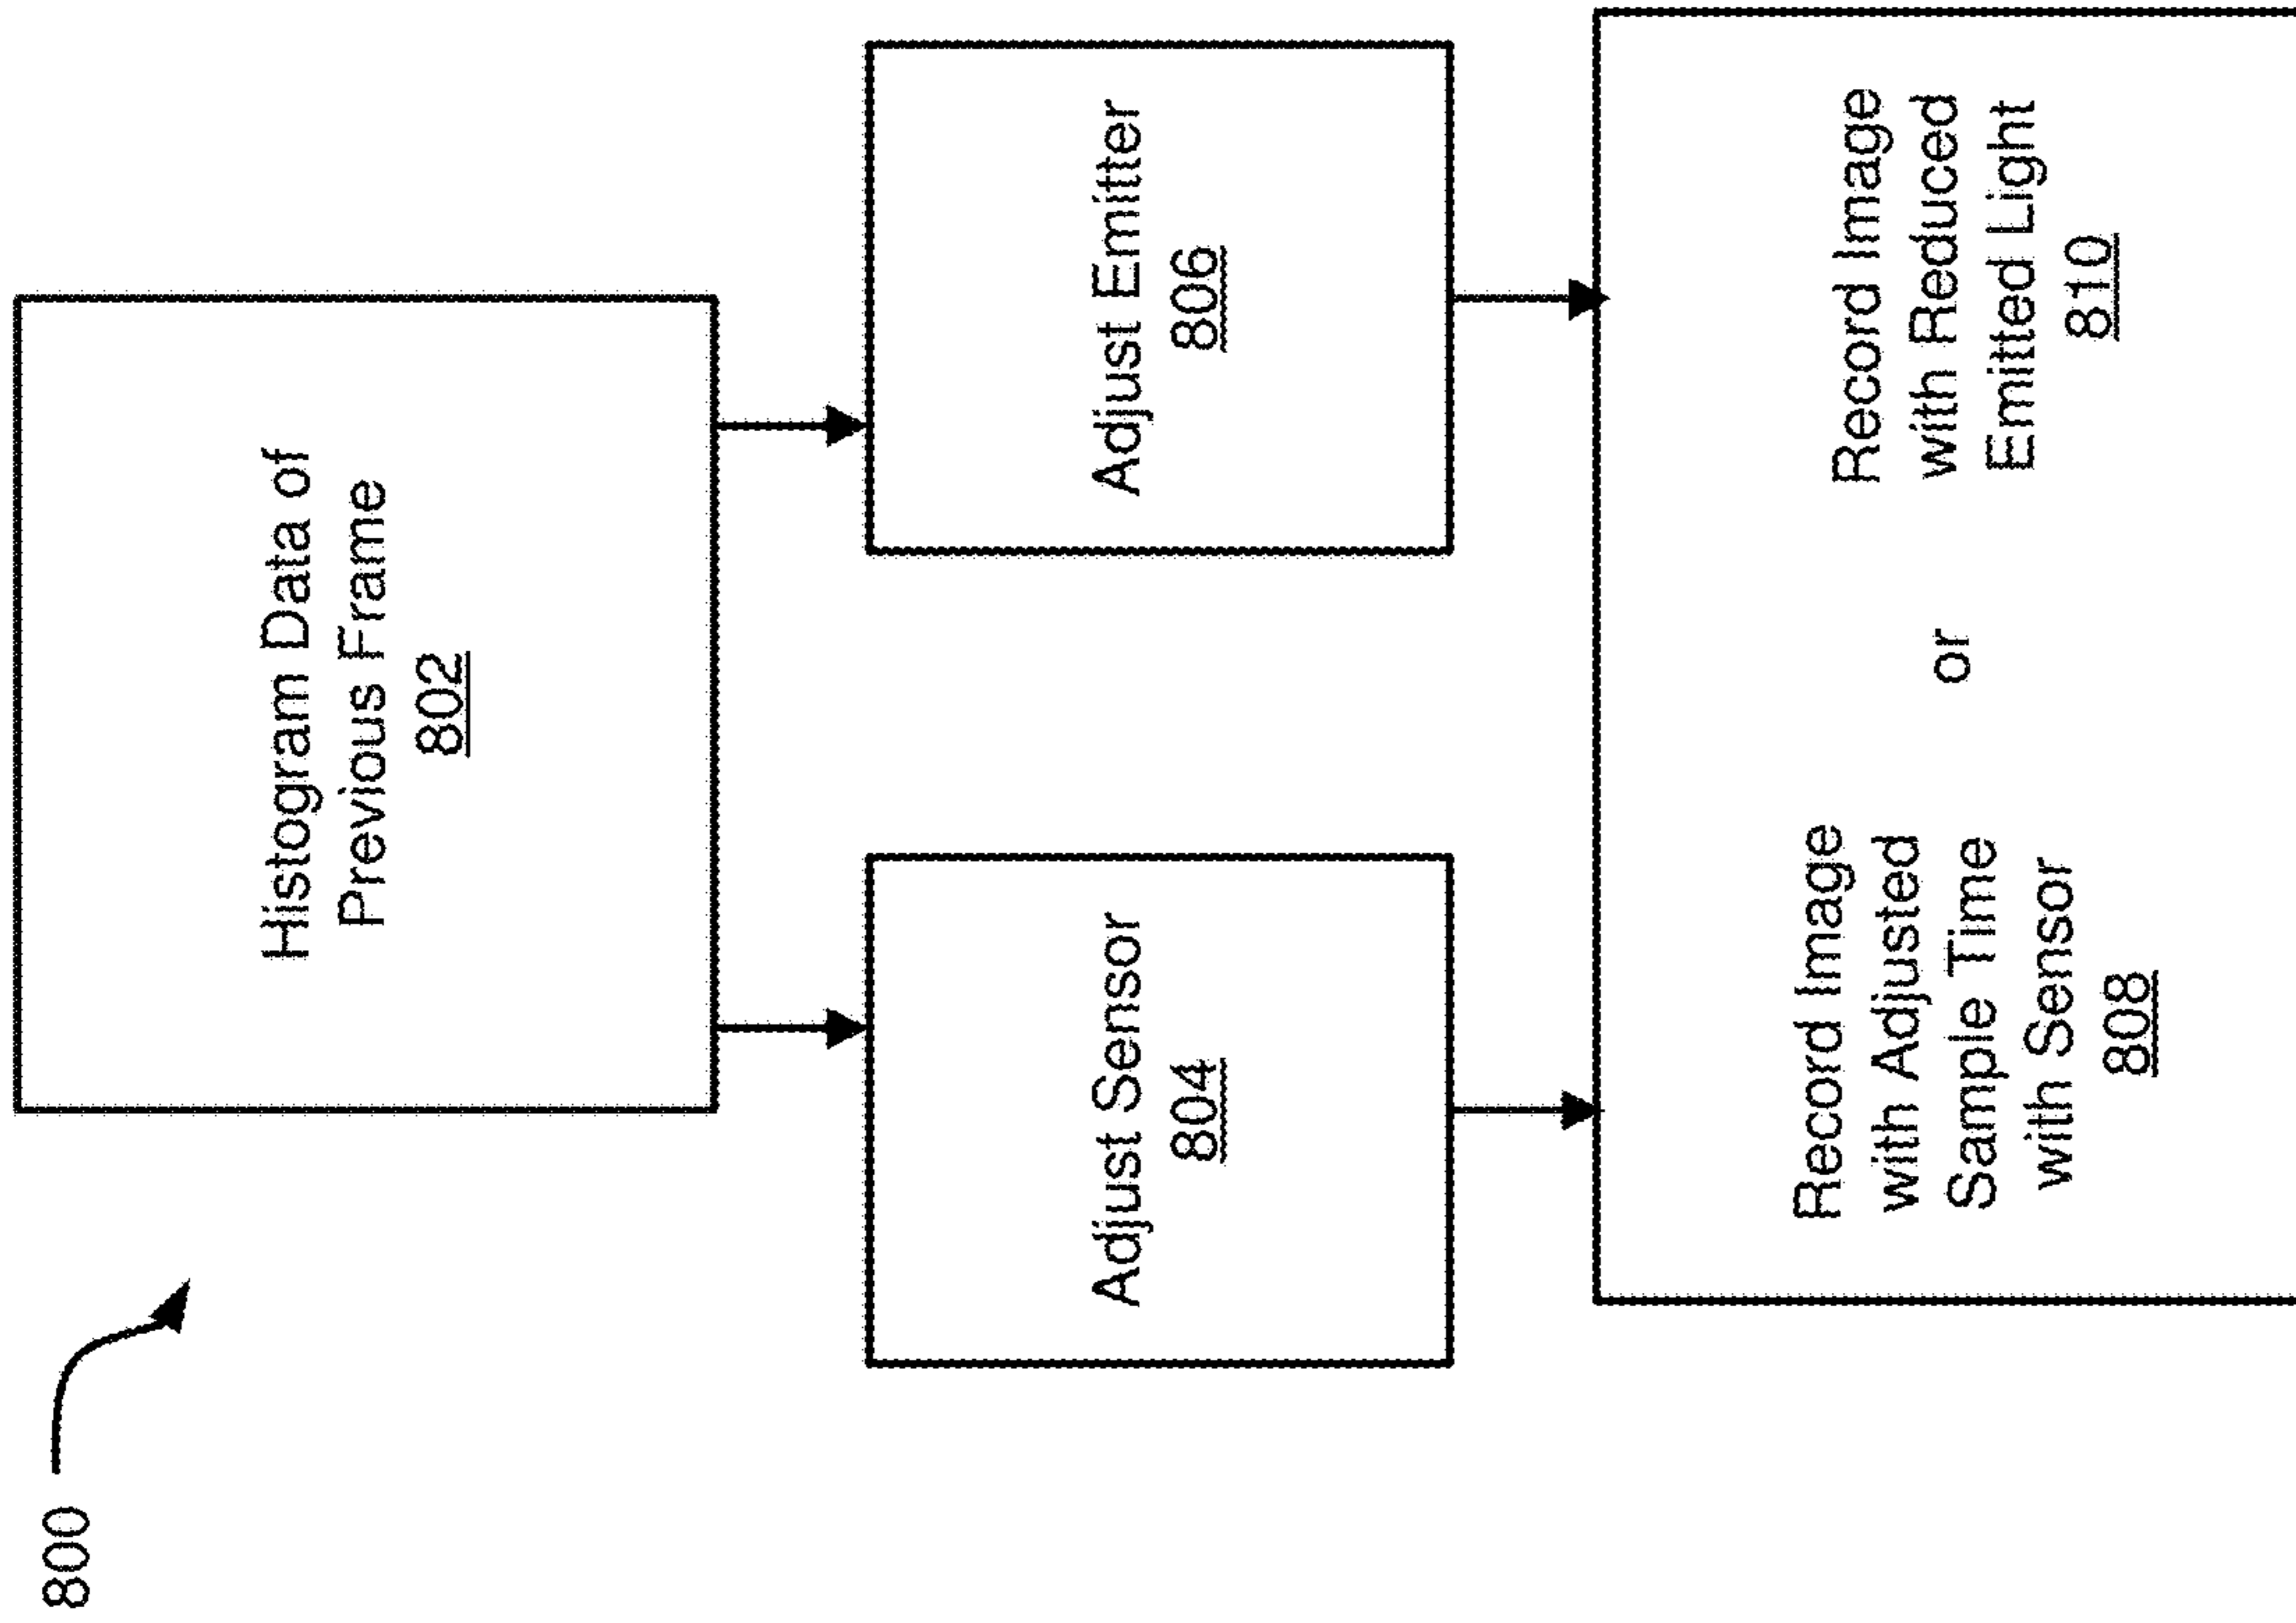 800
Histogram Data of
Previous Frame
802
Adjust Sensor
804
Adjust Emitter
806
Record Image
with Adjusted
Sample Time
with Sensor
808
or
Record Image
with Reduced
Emitted Light
810